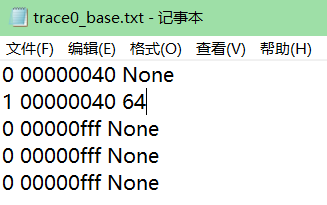 trace0_base.txt - 记事本
文件(F) 编辑(E) 格式(O) 查看(V) 帮助(H)
0 00000040 None
1 00000040 64
0 00000fff None
0 00000fff None
0 00000fff None